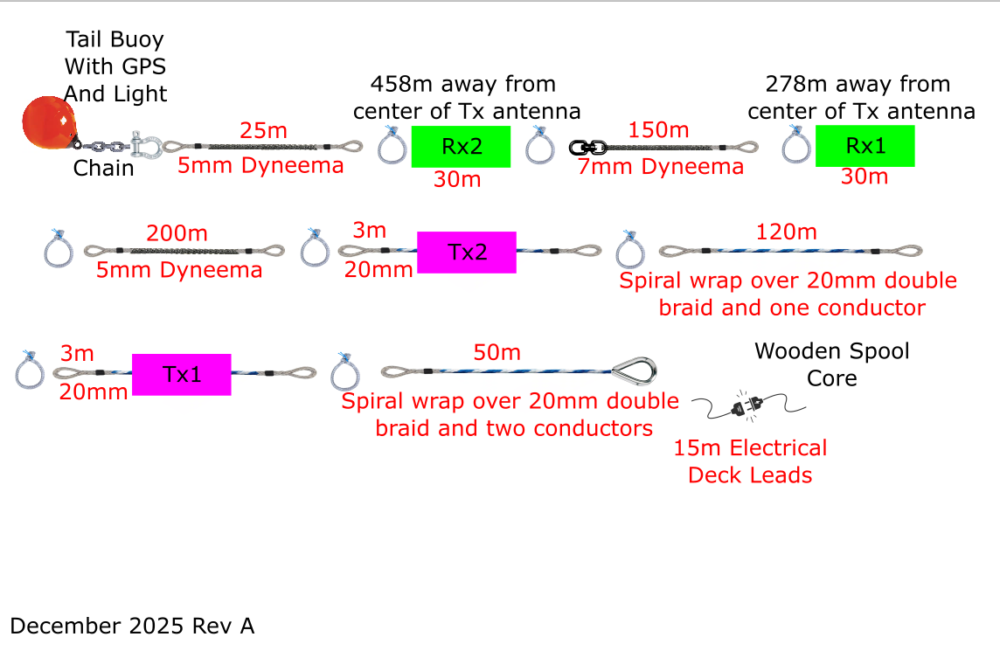 Tail Buoy
With GPS
And Light
458m away from
center of Tx antenna
278m away from
center of Tx antenna
25m
150m
Rx2
Rx1
Chain
5mm Dyneema
7mm Dyneema
30m
30m
200m
3m
120m
Tx2
5mm Dyneema
20mm
Spiral wrap over 20mm double
braid and one conductor
3m
50m
Wooden Spool
Core
Tx1
20mm
Spiral wrap over 20mm double
braid and two conductors
15m Electrical
Deck Leads
December 2025 Rev A